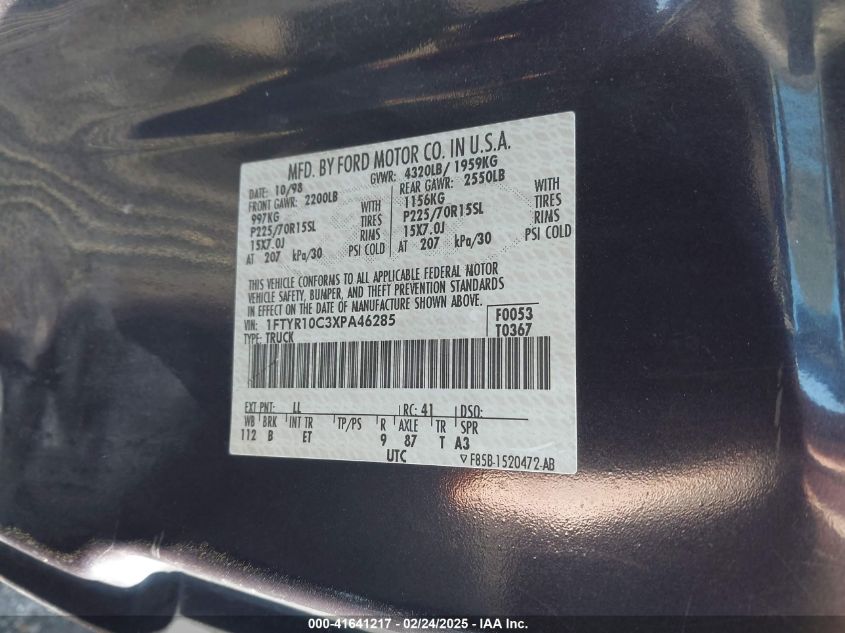 MFD. BY FORD MOTOR CO. IN U.S.A.
DATE: 10/98 GVWR: 4320LB/ 1959KG
FRONT GAWR: 2200LB REAR GAWR: 2550LB
997KG WITH 1156KG WITH
P225/70R15SL TIRES P225/70R15SL TIRES
15X7.0J RIMS 15X7.0J RIMS
AT 207 kPa/30 PSI COLD AT 207 kPa/30 PSI COLD
THIS VEHICLE CONFORMS TO ALL APPLICABLE FEDERAL MOTOR
VEHICLE SAFETY, BUMPER, AND THEFT PREVENTION STANDARDS
IN EFFECT ON THE DATE OF MANUFACTURE SHOWN ABOVE.
VIN: 1FTYR10C3XPA46285 F0053
TYPE: TRUCK T0367
EXT PNT: LL RC: 41 DSO:
WB BRK INT TR TP/PS R AXLE TR SPR
112 B ET 9 87 T A3
UTC ▽ F85B-1520472-AB
000-41641217 - 02/24/2025 - IAA Inc.